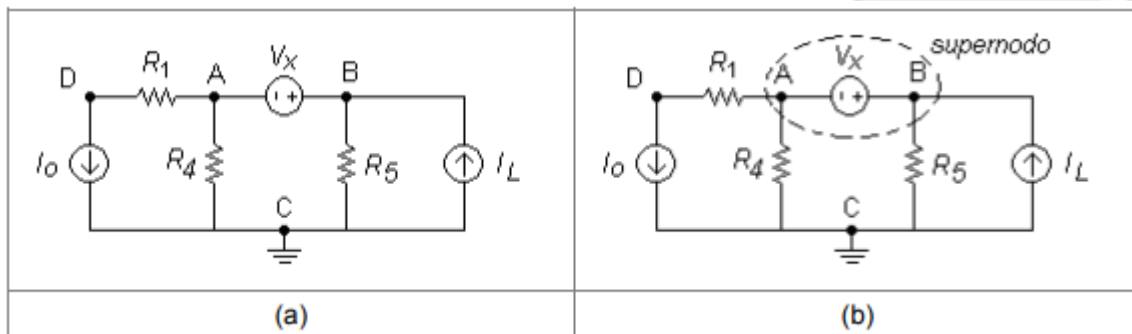 D R1 A Vx B
Io R4 R5 IL
C
(a)
supernodo
D R1 A Vx B
Io R4 R5 IL
C
(b)